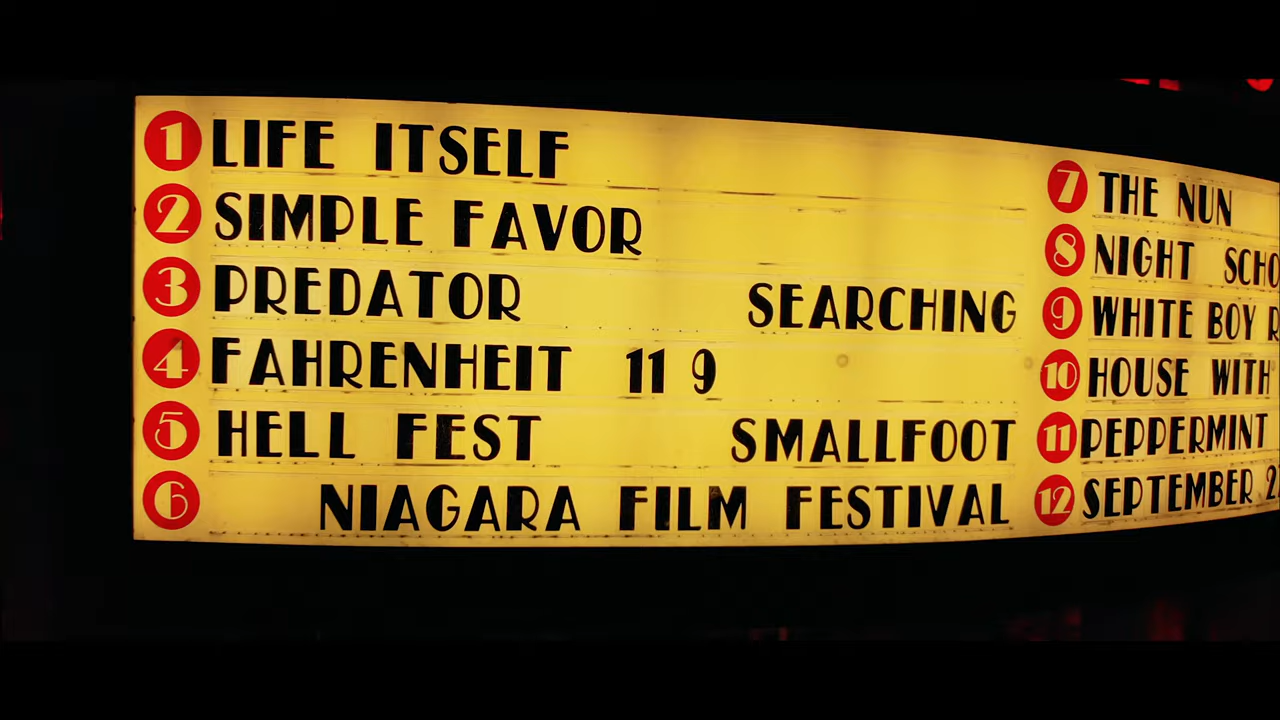 1 LIFE ITSELF
2 SIMPLE FAVOR
3 PREDATOR SEARCHING
4 FAHRENHEIT 11 9
5 HELL FEST SMALLFOOT
6 NIAGARA FILM FESTIVAL
7 THE NUN
8 NIGHT SCHO
9 WHITE BOY R
10 HOUSE WITH
11 PEPPERMINT
12 SEPTEMBER 2